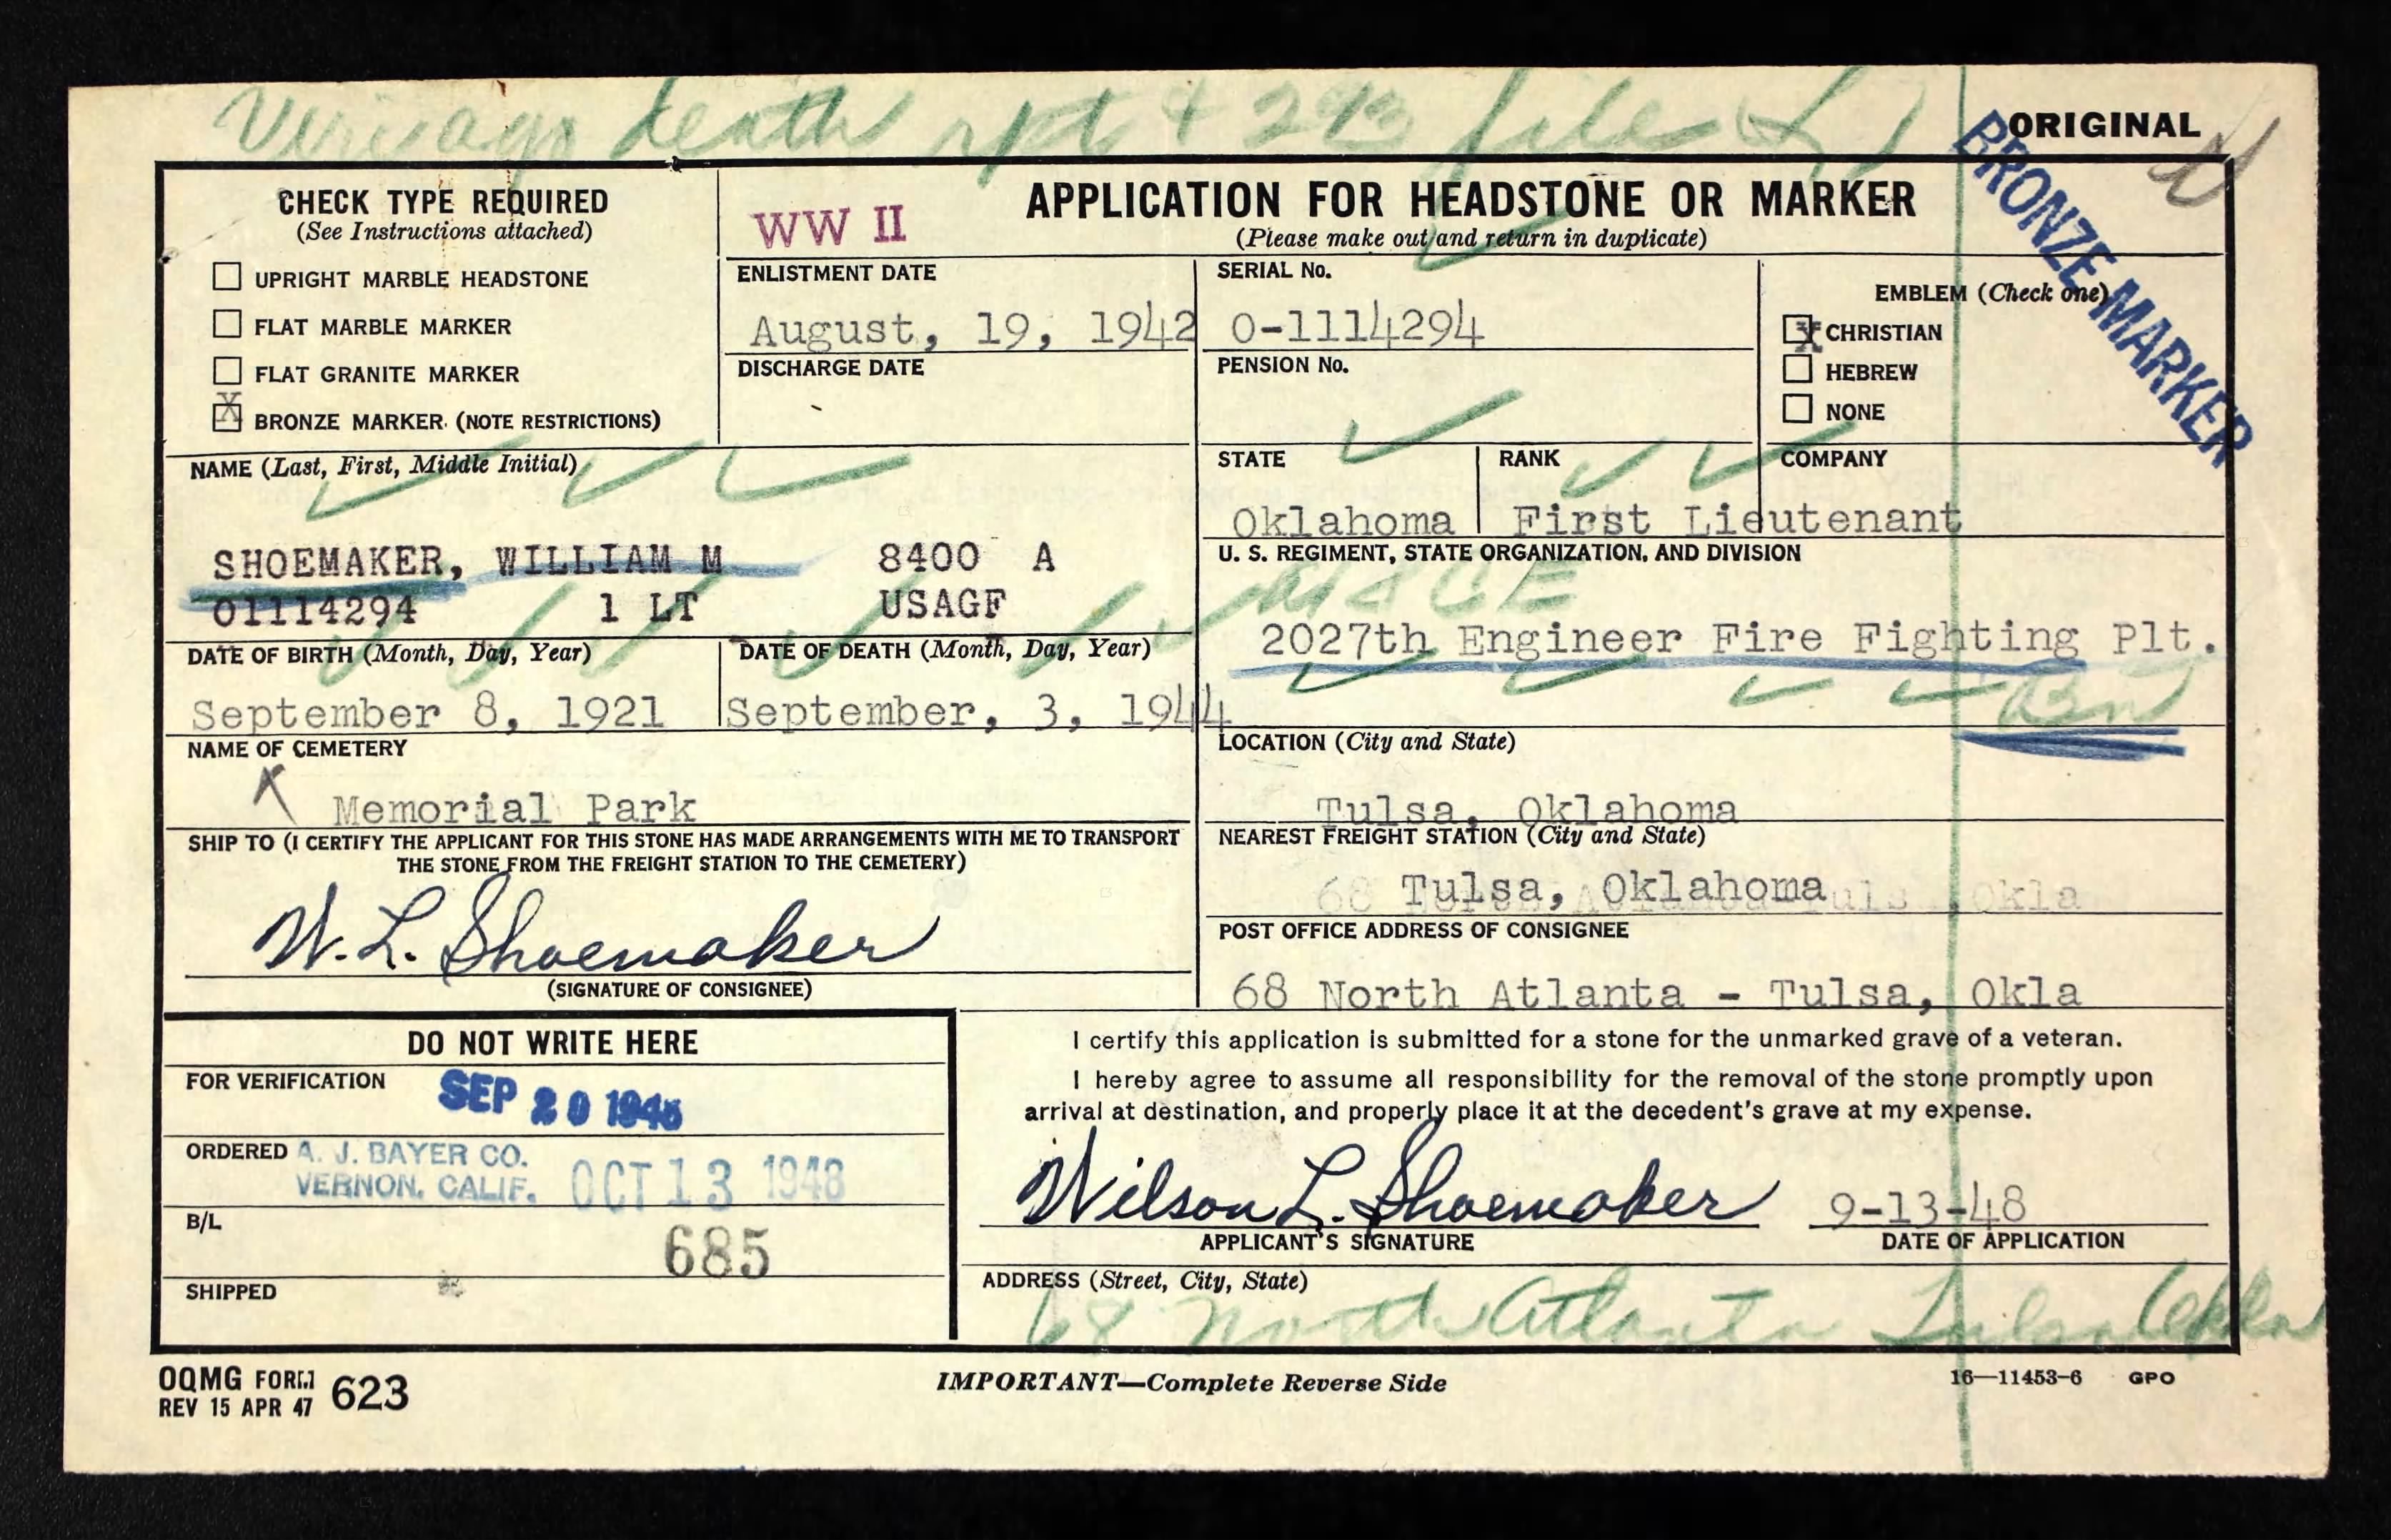 death rpt + 293 file
ORIGINAL
BRONZE MARKER
CHECK TYPE REQUIRED
(See Instructions attached)
UPRIGHT MARBLE HEADSTONE
FLAT MARBLE MARKER
FLAT GRANITE MARKER
X BRONZE MARKER (NOTE RESTRICTIONS)
WW II
APPLICATION FOR HEADSTONE OR MARKER
(Please make out and return in duplicate)
ENLISTMENT DATE
August, 19, 1942
DISCHARGE DATE
SERIAL No.
O-1114294
PENSION No.
EMBLEM (Check one)
X CHRISTIAN
HEBREW
NONE
NAME (Last, First, Middle Initial)
SHOEMAKER, WILLIAM M 8400 A
01114294 1 LT USAGF
STATE
Oklahoma
RANK
First Lieutenant
COMPANY
U. S. REGIMENT, STATE ORGANIZATION, AND DIVISION
2027th Engineer Fire Fighting Plt.
DATE OF BIRTH (Month, Day, Year)
September 8, 1921
DATE OF DEATH (Month, Day, Year)
September, 3, 1944
NAME OF CEMETERY
Memorial Park
LOCATION (City and State)
Tulsa, Oklahoma
SHIP TO (I CERTIFY THE APPLICANT FOR THIS STONE HAS MADE ARRANGEMENTS WITH ME TO TRANSPORT
THE STONE FROM THE FREIGHT STATION TO THE CEMETERY)
W. L. Shoemaker
(SIGNATURE OF CONSIGNEE)
NEAREST FREIGHT STATION (City and State)
Tulsa, Oklahoma
POST OFFICE ADDRESS OF CONSIGNEE
68 North Atlanta - Tulsa, Okla
DO NOT WRITE HERE
FOR VERIFICATION
SEP 20 1948
ORDERED
A. J. BAYER CO.
VERNON, CALIF.
OCT 13 1948
B/L
685
SHIPPED
I certify this application is submitted for a stone for the unmarked grave of a veteran.
I hereby agree to assume all responsibility for the removal of the stone promptly upon
arrival at destination, and properly place it at the decedent's grave at my expense.
Wilson L. Shoemaker
APPLICANT'S SIGNATURE
9-13-48
DATE OF APPLICATION
ADDRESS (Street, City, State)
68 North Atlanta Tulsa Okla
OQMG FORM 623
REV 15 APR 47
IMPORTANT—Complete Reverse Side
16—11453-6 GPO